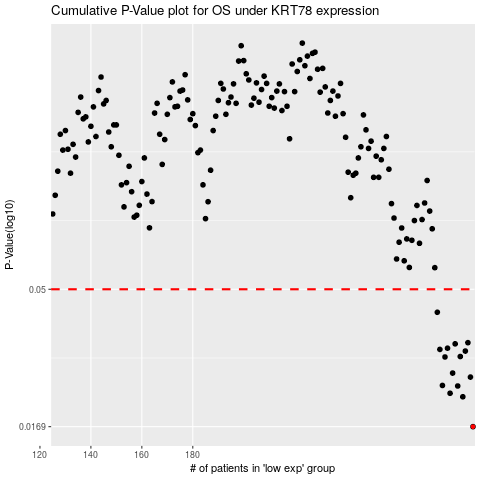 Cumulative P-Value plot for OS under KRT78 expression
P-Value(log10)
0.05
0.0169
120 140 160 180
# of patients in 'low exp' group